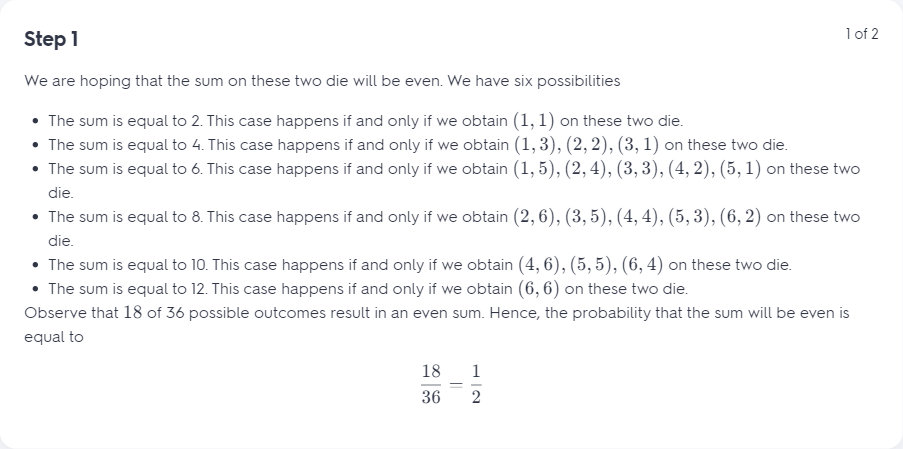 Step 1
1 of 2
We are hoping that the sum on these two die will be even. We have six possibilities
• The sum is equal to 2. This case happens if and only if we obtain (1, 1) on these two die.
• The sum is equal to 4. This case happens if and only if we obtain (1, 3), (2, 2), (3, 1) on these two die.
• The sum is equal to 6. This case happens if and only if we obtain (1, 5), (2, 4), (3, 3), (4, 2), (5, 1) on these two
die.
• The sum is equal to 8. This case happens if and only if we obtain (2, 6), (3, 5), (4, 4), (5, 3), (6, 2) on these two
die.
• The sum is equal to 10. This case happens if and only if we obtain (4, 6), (5, 5), (6, 4) on these two die.
• The sum is equal to 12. This case happens if and only if we obtain (6, 6) on these two die.
Observe that 18 of 36 possible outcomes result in an even sum. Hence, the probability that the sum will be even is
equal to
18/36 = 1/2